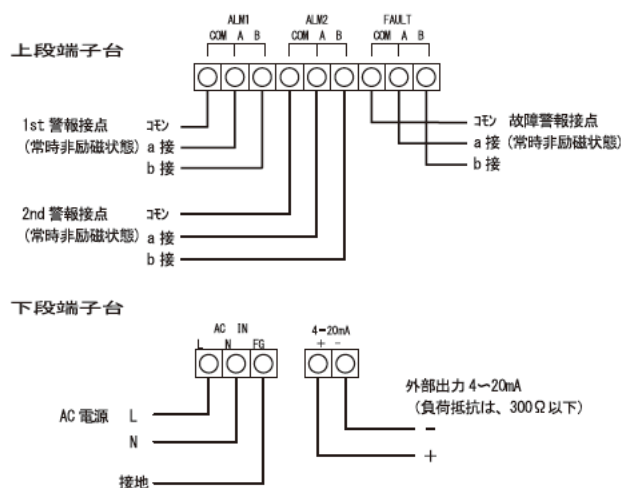 ALM1 ALM2 FAULT
COM A B COM A B COM A B
上段端子台
1st 警報接点 コモン
(常時非励磁状態) a 接
b 接
コモン 故障警報接点
a 接 (常時非励磁状態)
b 接
2nd 警報接点 コモン
(常時非励磁状態) a 接
b 接
下段端子台
AC IN
L N FG
4-20mA
+ -
AC 電源 L
N
接地
外部出力 4〜20mA
(負荷抵抗は、300Ω以下)
-
+